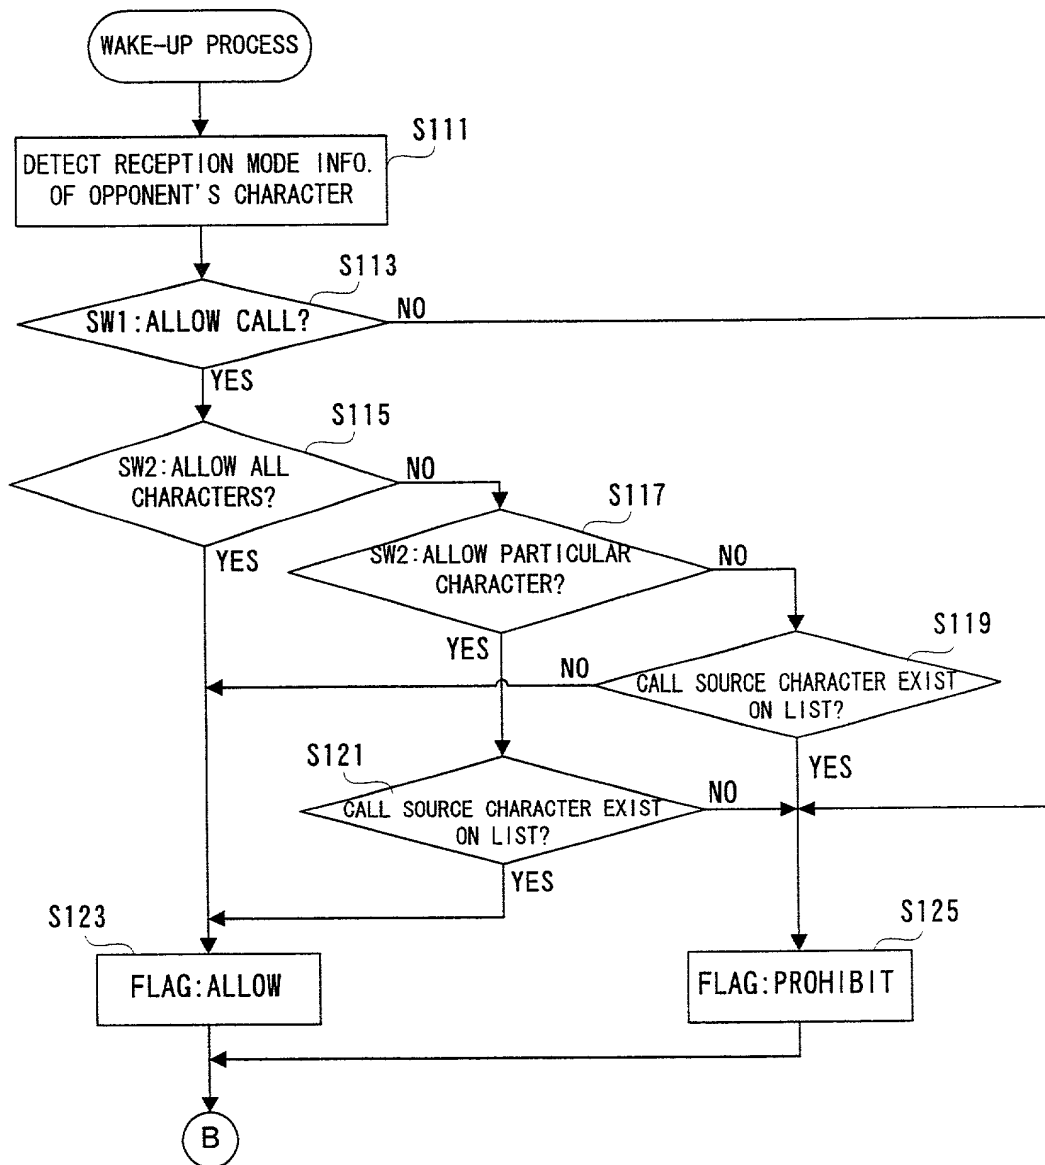 WAKE-UP PROCESS
S111
DETECT RECEPTION MODE INFO.
OF OPPONENT'S CHARACTER
S113
SW1:ALLOW CALL?
NO
YES
S115
SW2:ALLOW ALL
CHARACTERS?
NO
YES
S117
SW2:ALLOW PARTICULAR
CHARACTER?
NO
YES
S119
CALL SOURCE CHARACTER EXIST
ON LIST?
NO
YES
S121
CALL SOURCE CHARACTER EXIST
ON LIST?
NO
YES
S123
FLAG:ALLOW
S125
FLAG:PROHIBIT
B